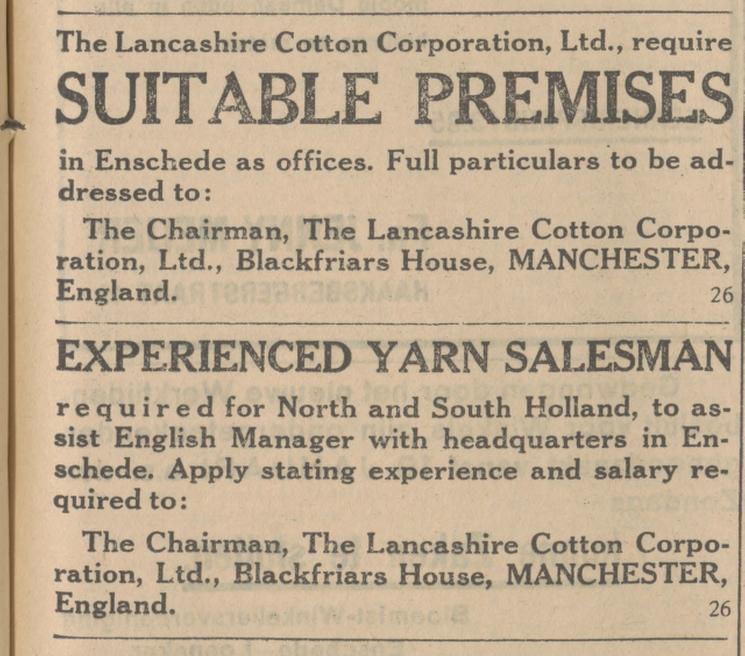 The Lancashire Cotton Corporation, Ltd., require
SUITABLE PREMISES
in Enschede as offices. Full particulars to be ad-
dressed to:
The Chairman, The Lancashire Cotton Corpo-
ration, Ltd., Blackfriars House, MANCHESTER,
England. 26
EXPERIENCED YARN SALESMAN
required for North and South Holland, to as-
sist English Manager with headquarters in En-
schede. Apply stating experience and salary re-
quired to:
The Chairman, The Lancashire Cotton Corpo-
ration, Ltd., Blackfriars House, MANCHESTER,
England. 26